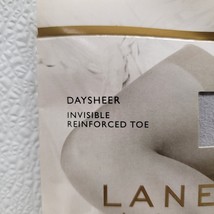 DAYSHEER
INVISIBLE
REINFORCED TOE
LANE